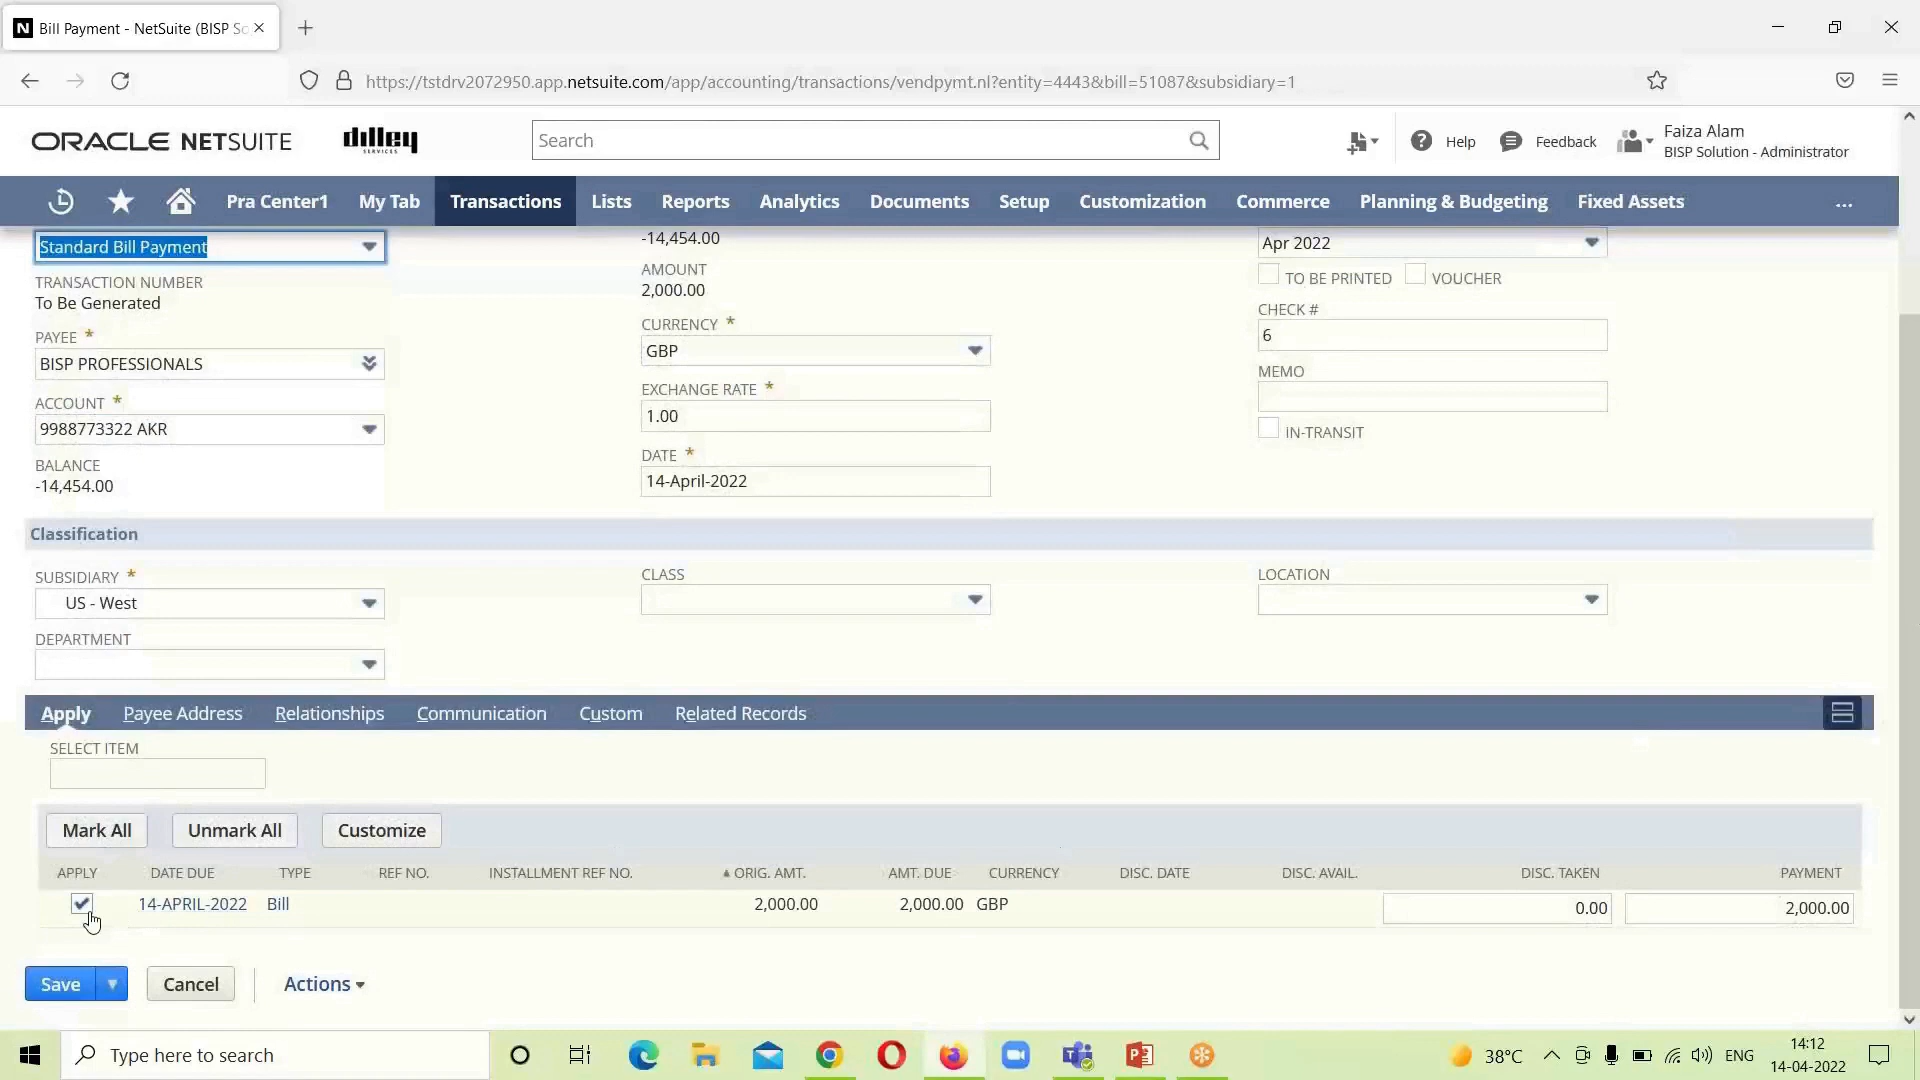 Bill Payment - NetSuite (BISP So
https://tstdrv2072950.app.netsuite.com/app/accounting/transactions/vendpymt.nl?entity=4443&bill=51087&subsidiary=1
ORACLE NETSUITE
dilley
SERVICES
Search
Help
Feedback
Faiza Alam
BISP Solution - Administrator
Pra Center1
My Tab
Transactions
Lists
Reports
Analytics
Documents
Setup
Customization
Commerce
Planning & Budgeting
Fixed Assets
...
Standard Bill Payment
TRANSACTION NUMBER
To Be Generated
PAYEE *
BISP PROFESSIONALS
ACCOUNT *
9988773322 AKR
BALANCE
-14,454.00
-14,454.00
AMOUNT
2,000.00
CURRENCY *
GBP
EXCHANGE RATE *
1.00
DATE *
14-April-2022
Apr 2022
TO BE PRINTED
VOUCHER
CHECK #
6
MEMO
IN-TRANSIT
Classification
SUBSIDIARY *
US - West
DEPARTMENT
CLASS
LOCATION
Apply
Payee Address
Relationships
Communication
Custom
Related Records
SELECT ITEM
Mark All
Unmark All
Customize
APPLY DATE DUE TYPE REF NO. INSTALLMENT REF NO. ORIG. AMT. AMT. DUE CURRENCY DISC. DATE DISC. AVAIL. DISC. TAKEN PAYMENT
14-APRIL-2022 Bill 2,000.00 2,000.00 GBP 0.00 2,000.00
Save
Cancel
Actions
Type here to search
38°C
ENG
14:12
14-04-2022